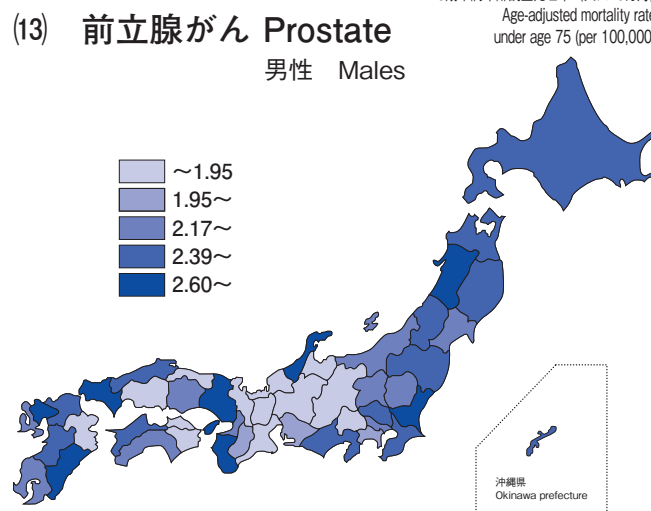 (13) 前立腺がん Prostate
男性 Males
Age-adjusted mortality rate
under age 75 (per 100,000
～1.95
1.95～
2.17～
2.39～
2.60～
沖縄県
Okinawa prefecture